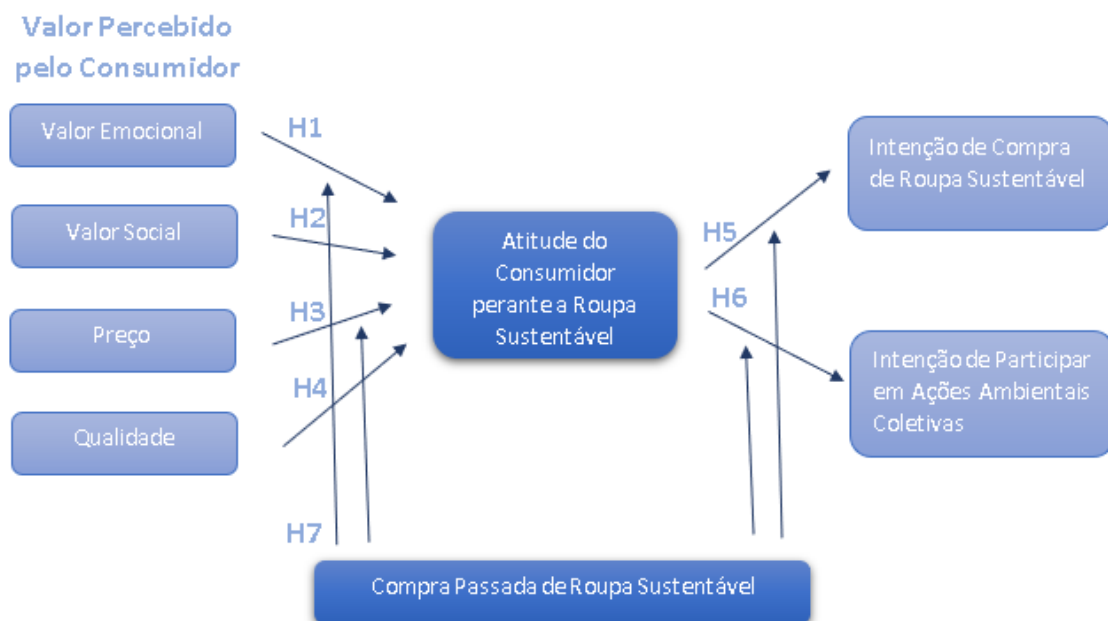 Valor Percebido
pelo Consumidor
Valor Emocional
H1
Valor Social
H2
Preço
H3
Qualidade
H4
Atitude do
Consumidor
perante a Roupa
Sustentável
H5
H6
Intenção de Compra
de Roupa Sustentável
Intenção de Participar
em Ações Ambientais
Coletivas
H7
Compra Passada de Roupa Sustentável